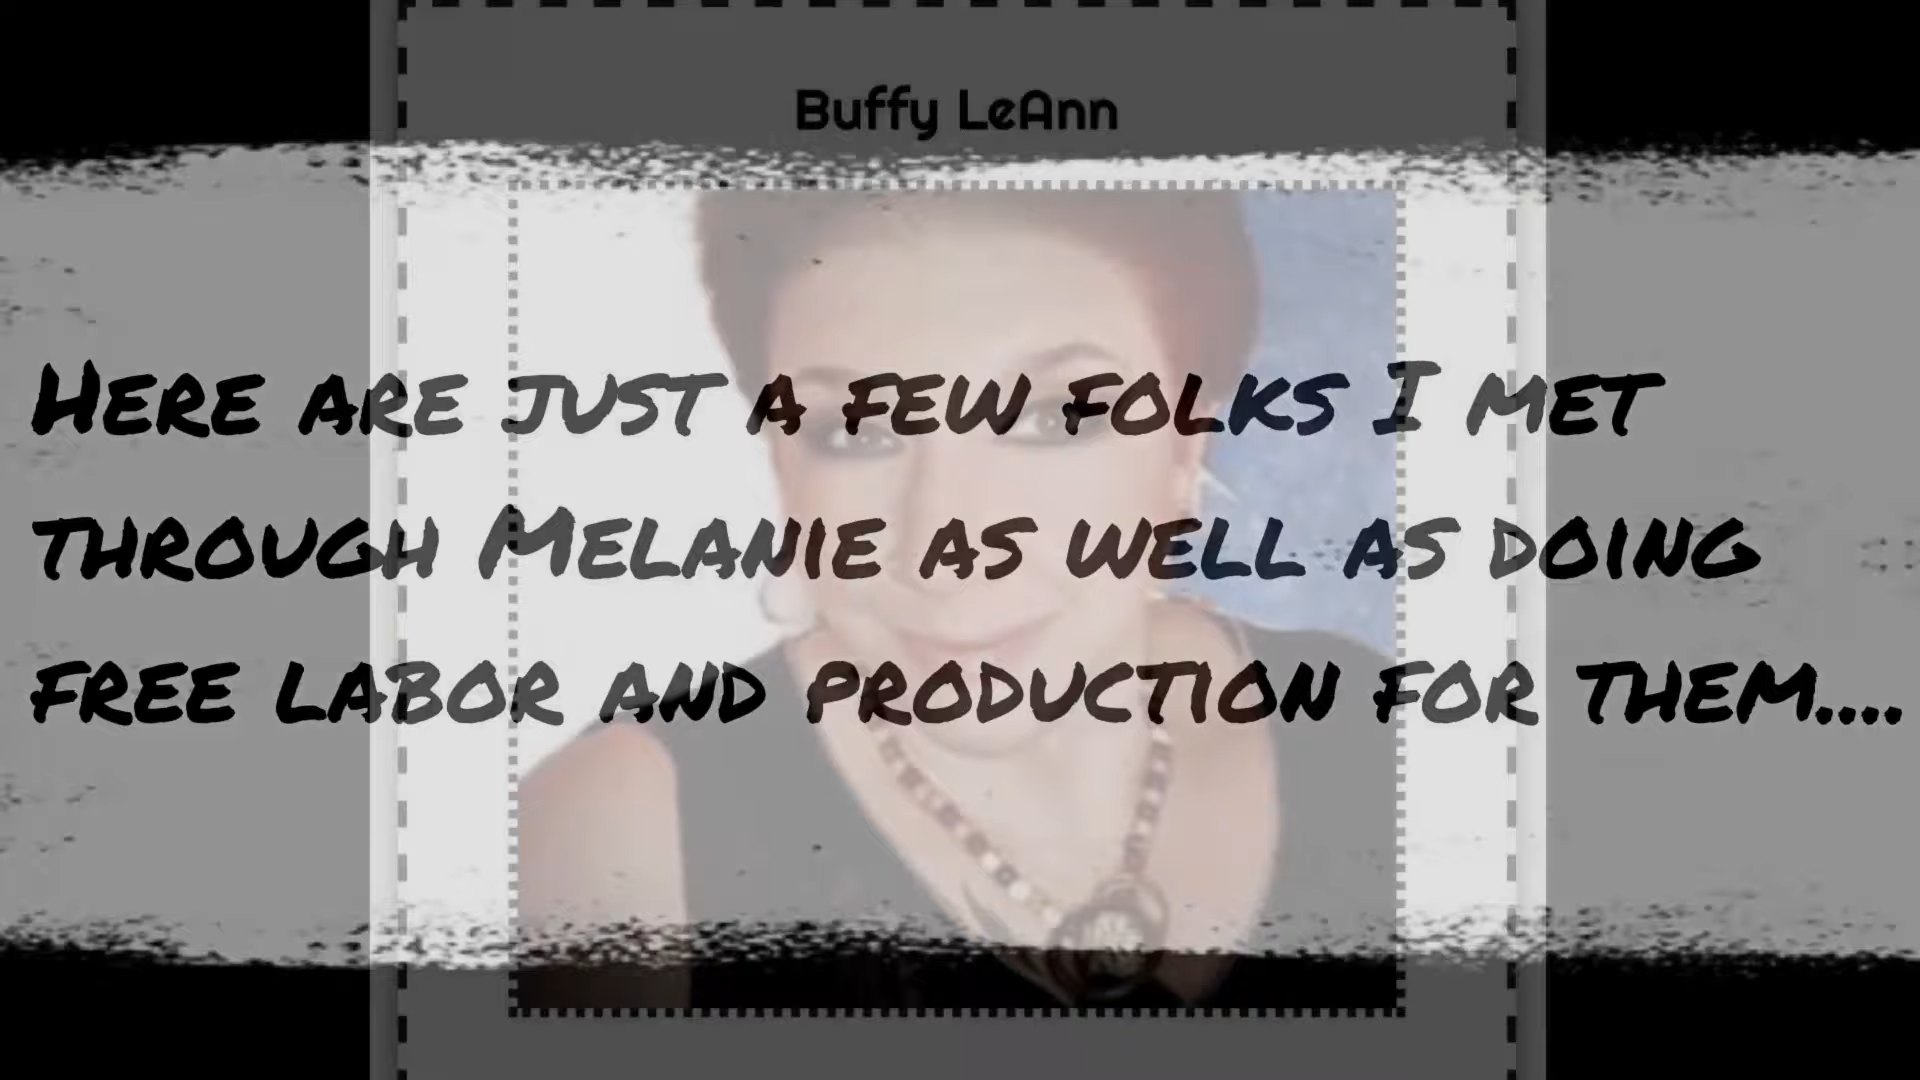 Buffy LeAnn
Here are just a few folks I met
through Melanie as well as doing
free labor and production for them....